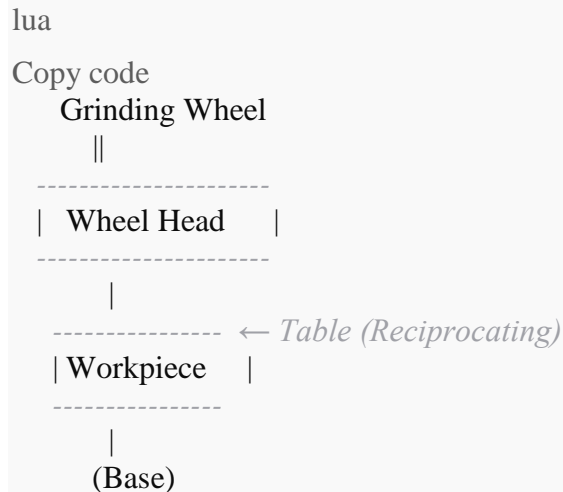 lua
Copy code
Grinding Wheel
||
----------------------
| Wheel Head |
----------------------
|
---------------- ← Table (Reciprocating)
| Workpiece |
----------------
|
(Base)